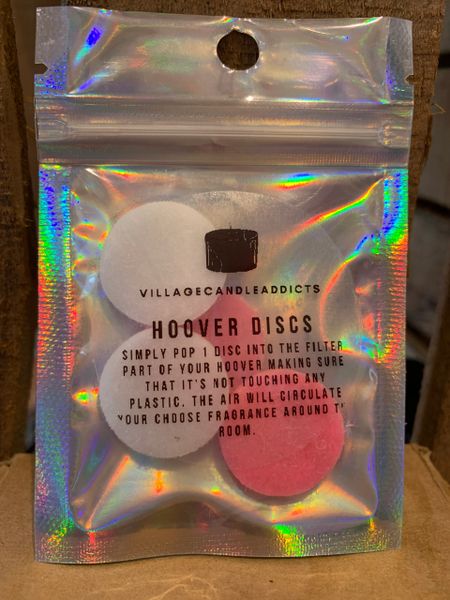 VILLAGECANDLEADDICTS
HOOVER DISCS
SIMPLY POP 1 DISC INTO THE FILTER
PART OF YOUR HOOVER MAKING SURE
THAT IT'S NOT TOUCHING ANY
PLASTIC. THE AIR WILL CIRCULATE
YOUR CHOOSE FRAGRANCE AROUND
ROOM.